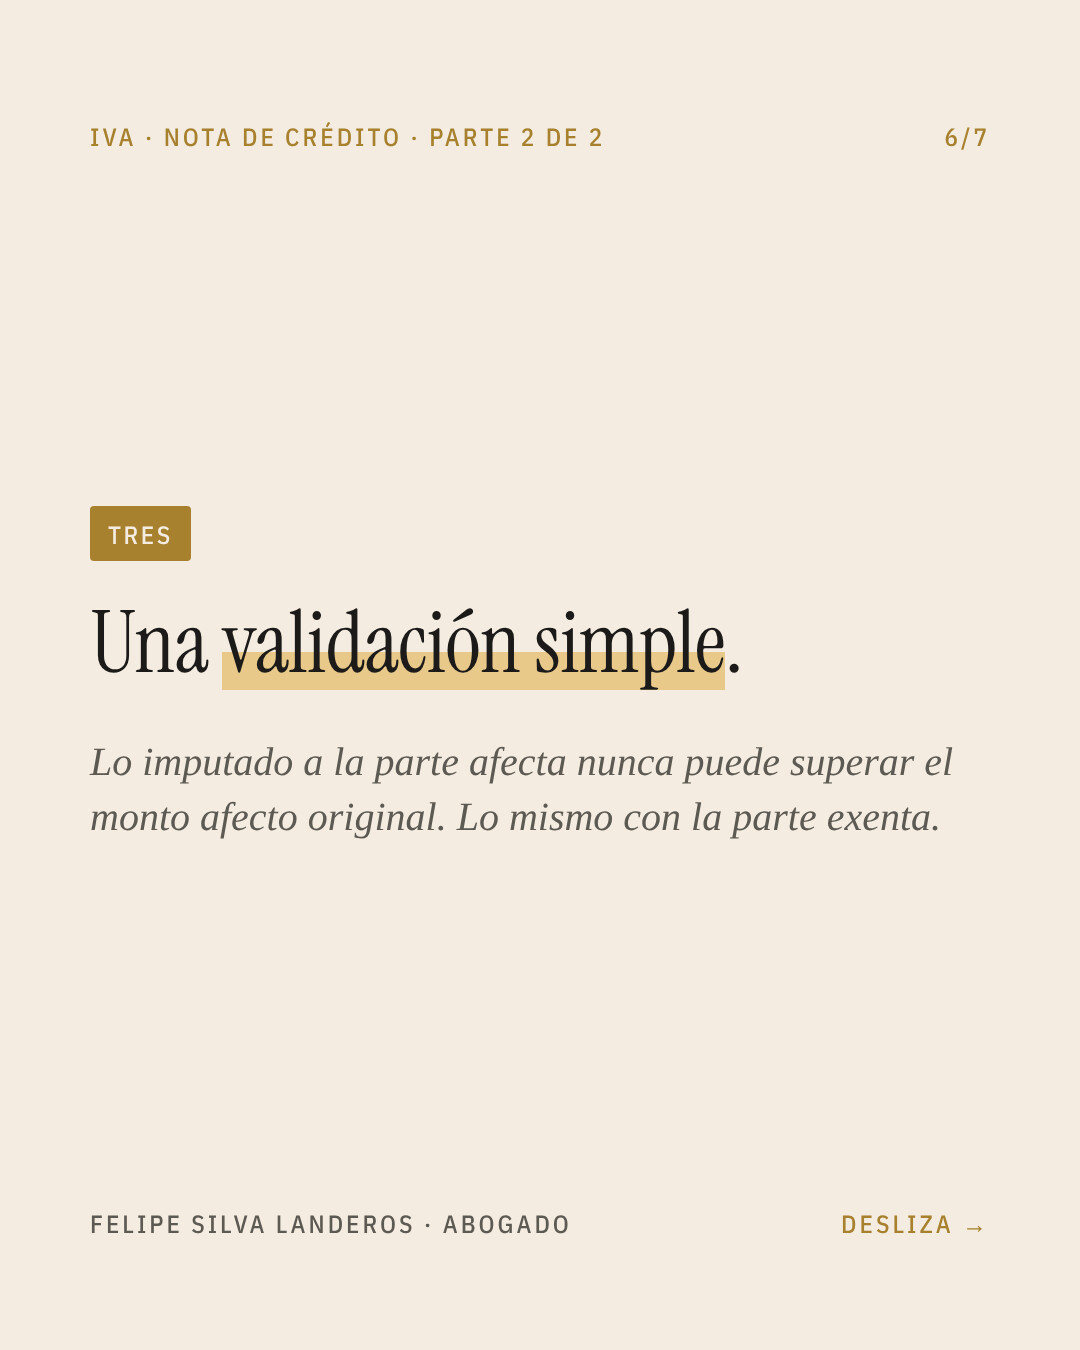 IVA · NOTA DE CRÉDITO · PARTE 2 DE 2
6/7
TRES
Una validación simple.
Lo imputado a la parte afecta nunca puede superar el
monto afecto original. Lo mismo con la parte exenta.
FELIPE SILVA LANDEROS · ABOGADO
DESLIZA →